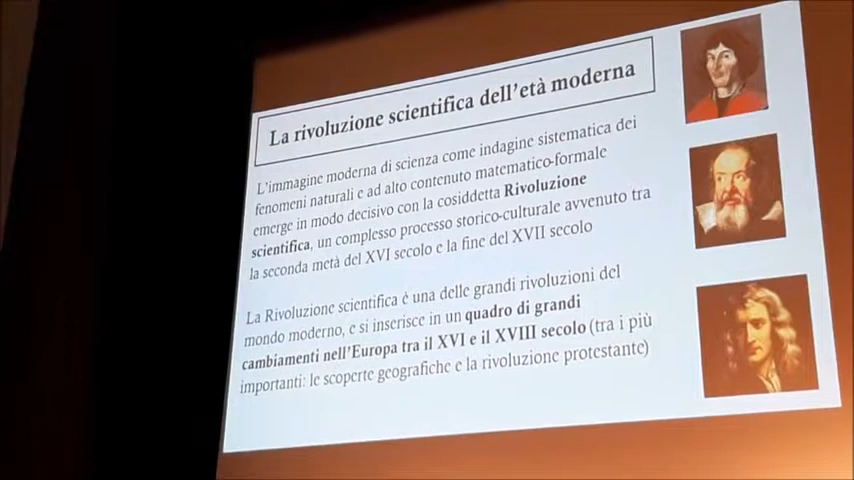 La rivoluzione scientifica dell'età moderna
L'immagine moderna di scienza come indagine sistematica dei
fenomeni naturali e ad alto contenuto matematico-formale
emerge in modo decisivo con la cosiddetta Rivoluzione
scientifica, un complesso processo storico-culturale avvenuto tra
la seconda metà del XVI secolo e la fine del XVII secolo
La Rivoluzione scientifica è una delle grandi rivoluzioni del
mondo moderno, e si inserisce in un quadro di grandi
cambiamenti nell'Europa tra il XVI e il XVIII secolo (tra i più
importanti: le scoperte geografiche e la rivoluzione protestante)